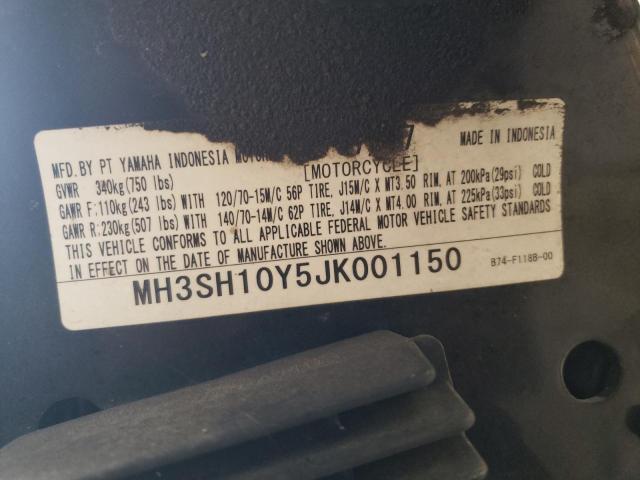 MFD.BY PT YAMAHA INDONESIA MOTOR 7 MADE IN INDONESIA
[MOTORCYCLE]
GVWR 340kg(750 lbs)
GAWR F:110kg(243 lbs) WITH 120/70-15M/C 56P TIRE, J15M/C X MT3.50 RIM, AT 200kPa(29psi) COLD
GAWR R:230kg(507 lbs) WITH 140/70-14M/C 62P TIRE, J14M/C X MT4.00 RIM, AT 225kPa(33psi) COLD
THIS VEHICLE CONFORMS TO ALL APPLICABLE FEDERAL MOTOR VEHICLE SAFETY STANDARDS
IN EFFECT ON THE DATE OF MANUFACTURE SHOWN ABOVE.
MH3SH10Y5JK001150 B74-F118B-00